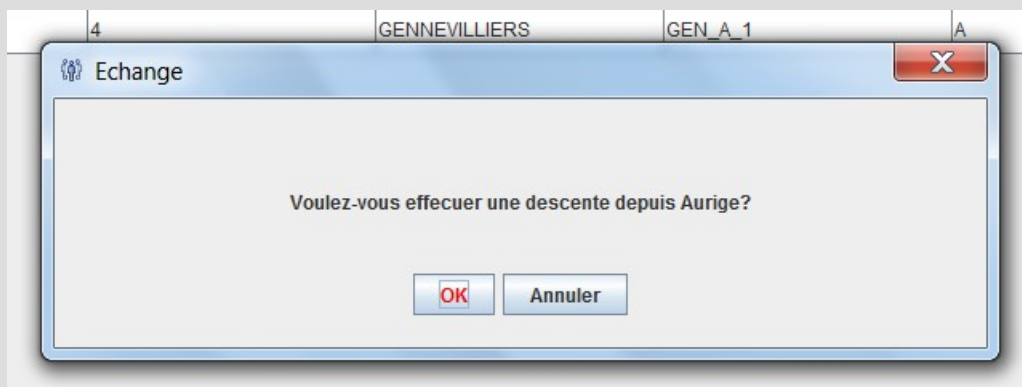 4 GENNEVILLIERS GEN_A_1 A
Echange
Voulez-vous effecuer une descente depuis Aurige?
OK Annuler